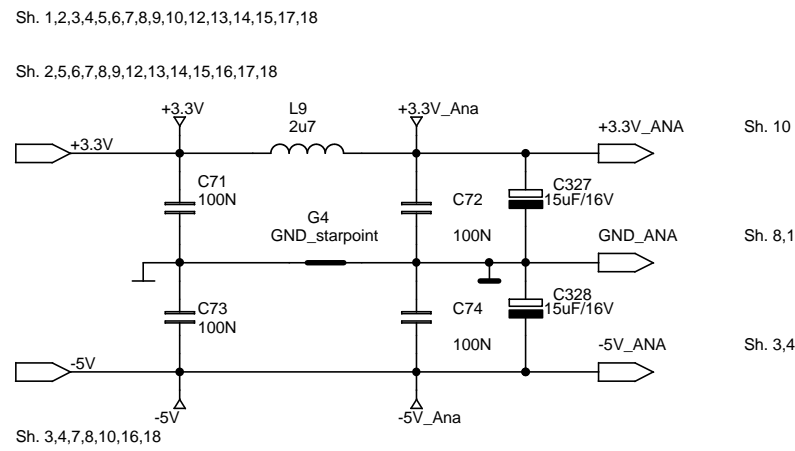 Sh. 1,2,3,4,5,6,7,8,9,10,12,13,14,15,17,18
Sh. 2,5,6,7,8,9,12,13,14,15,16,17,18
+3.3V
L9
2u7
+3.3V_Ana
+3.3V
+3.3V_ANA
Sh. 10
C71
100N
C72
100N
C327
15uF/16V
G4
GND_starpoint
GND_ANA
Sh. 8,1
C73
100N
C74
100N
C328
15uF/16V
-5V
-5V_ANA
Sh. 3,4
-5V
-5V_Ana
Sh. 3,4,7,8,10,16,18